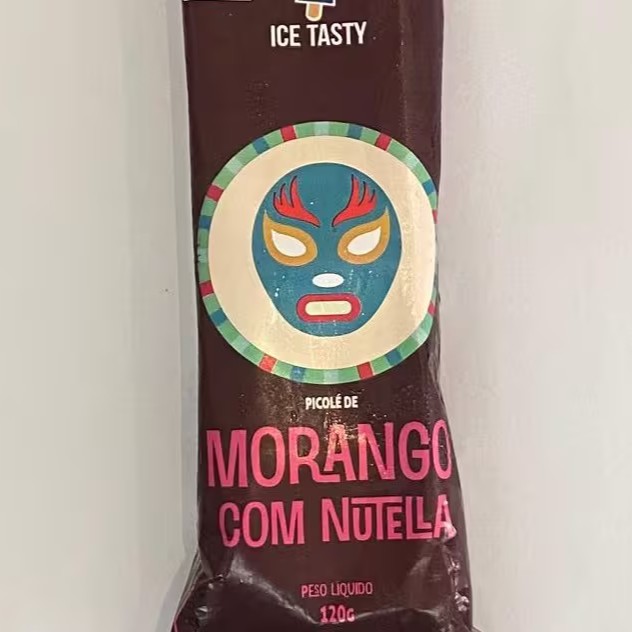 ICE TASTY
PICOLÉ DE
MORANGO
COM NUTELLA
PESO LÍQUIDO
120G